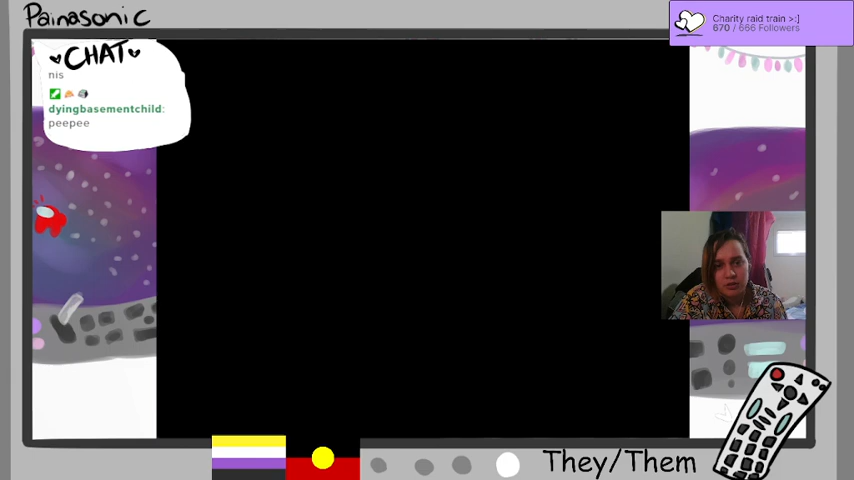 Painasonic
Charity raid train >:]
670 / 666 Followers
CHAT
nis
dyingbasementchild:
peepee
They/Them